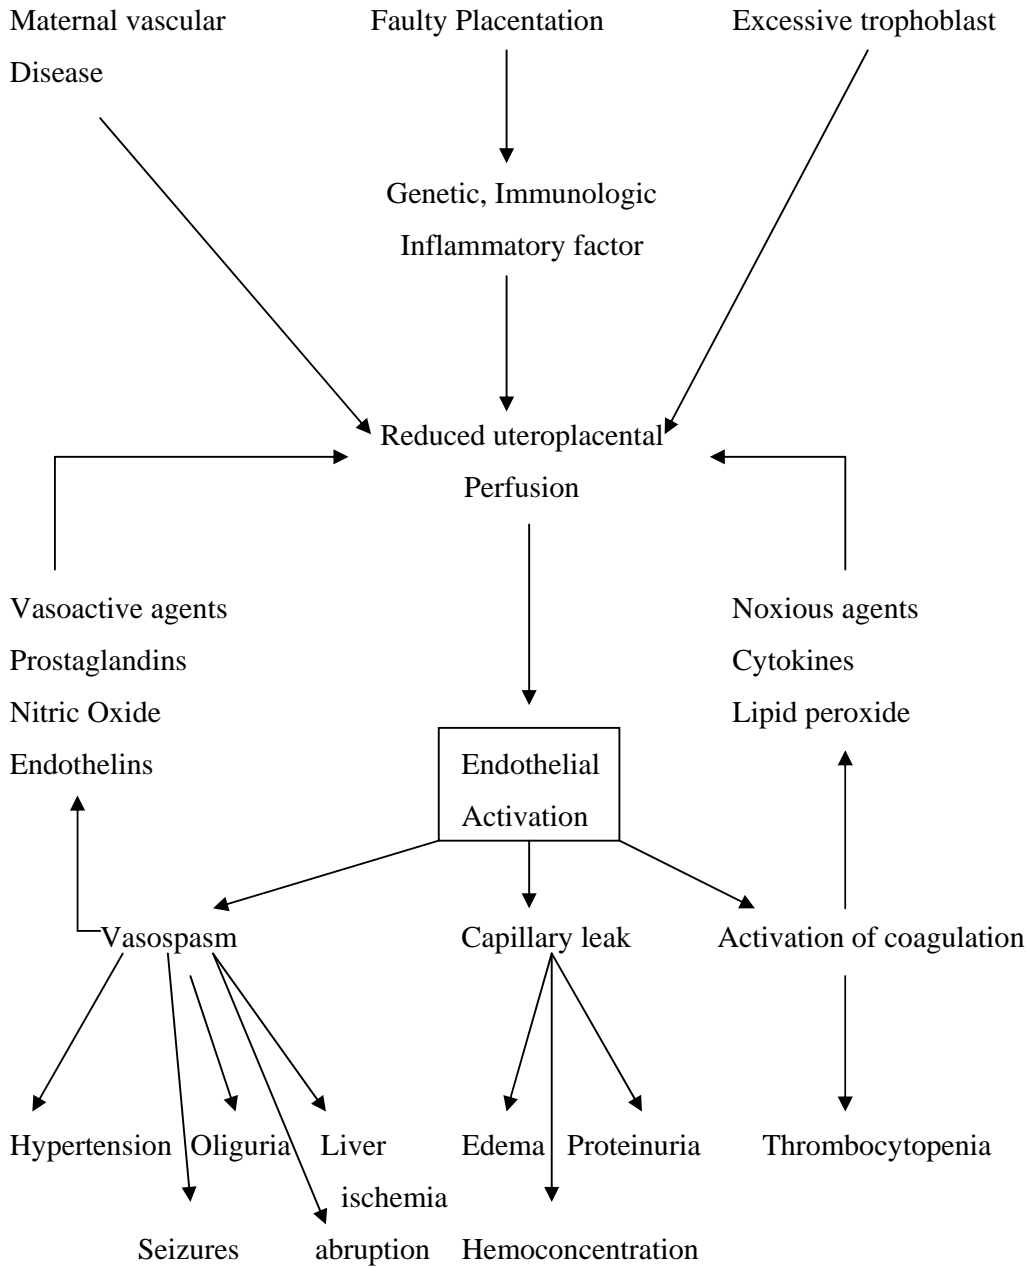 Maternal vascular
Disease
Faulty Placentation
Excessive trophoblast
Genetic, Immunologic
Inflammatory factor
Reduced uteroplacental
Perfusion
Vasoactive agents
Prostaglandins
Nitric Oxide
Endothelins
Noxious agents
Cytokines
Lipid peroxide
Endothelial
Activation
Vasospasm
Capillary leak
Activation of coagulation
Hypertension
Oliguria
Liver
ischemia
Seizures
abruption
Edema
Proteinuria
Hemoconcentration
Thrombocytopenia